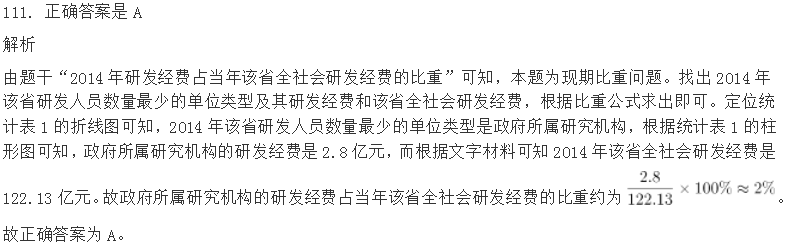 111. 正确答案是 A
解析
由题干“2014 年研发经费占当年该省全社会研发经费的比重”可知，本题为现期比重问题。找出 2014 年
该省研发人员数量最少的单位类型及其研发经费和该省全社会研发经费，根据比重公式求出即可。定位统
计表 1 的折线图可知，2014 年该省研发人员数量最少的单位类型是政府所属研究机构，根据统计表 1 的柱
形图可知，政府所属研究机构的研发经费是 2.8 亿元，而根据文字材料可知 2014 年该省全社会研发经费是
122.13 亿元。故政府所属研究机构的研发经费占当年该省全社会研发经费的比重约为 2.8/122.13 × 100% ≈ 2% 。
故正确答案为 A。